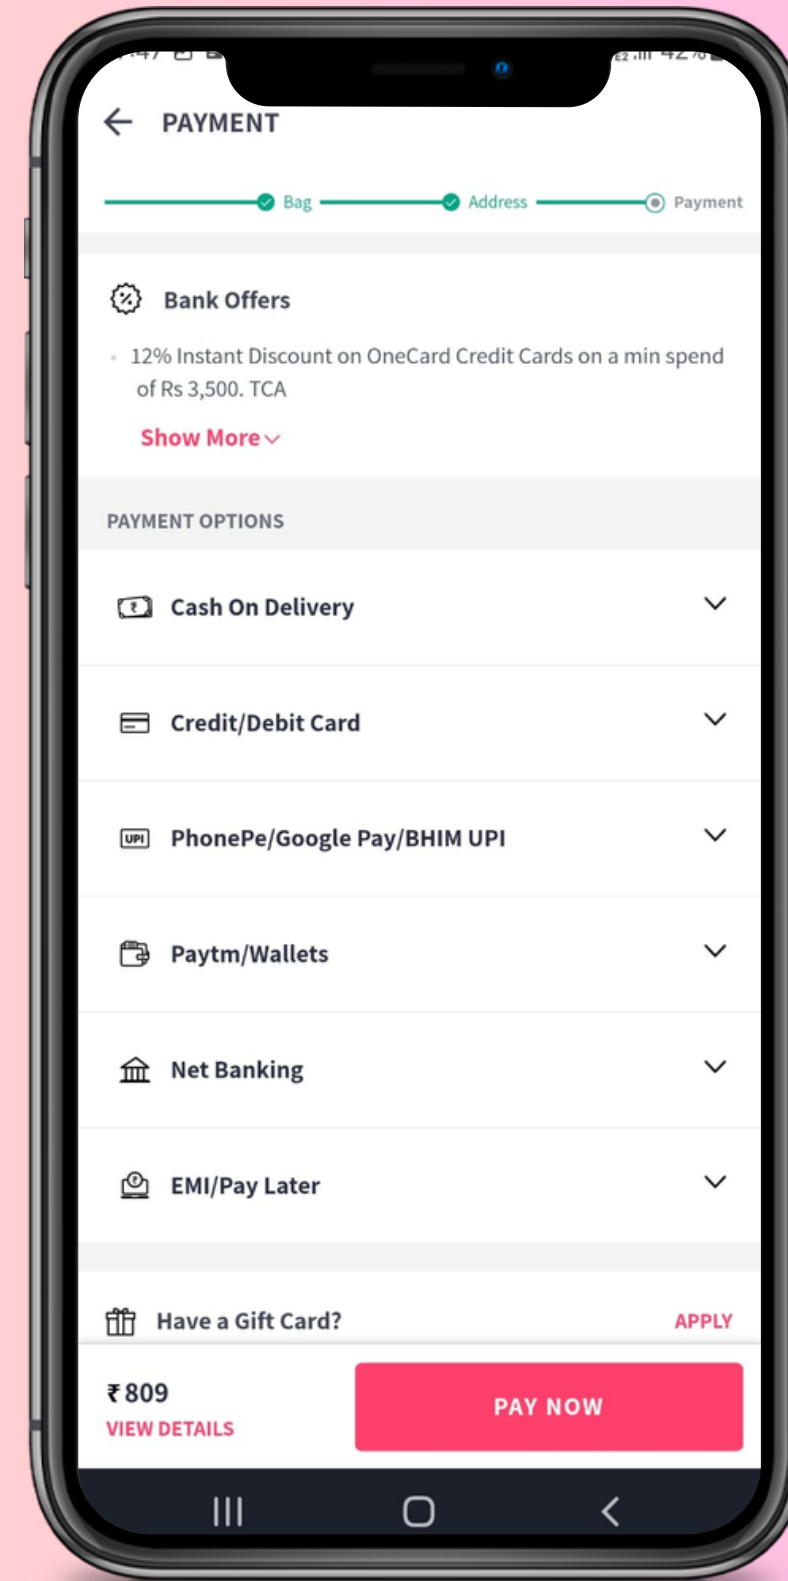 PAYMENT
Bag Address Payment
Bank Offers
12% Instant Discount on OneCard Credit Cards on a min spend
of Rs 3,500. TCA
Show More
PAYMENT OPTIONS
Cash On Delivery
Credit/Debit Card
UPI PhonePe/Google Pay/BHIM UPI
Paytm/Wallets
Net Banking
EMI/Pay Later
Have a Gift Card? APPLY
₹ 809
VIEW DETAILS
PAY NOW